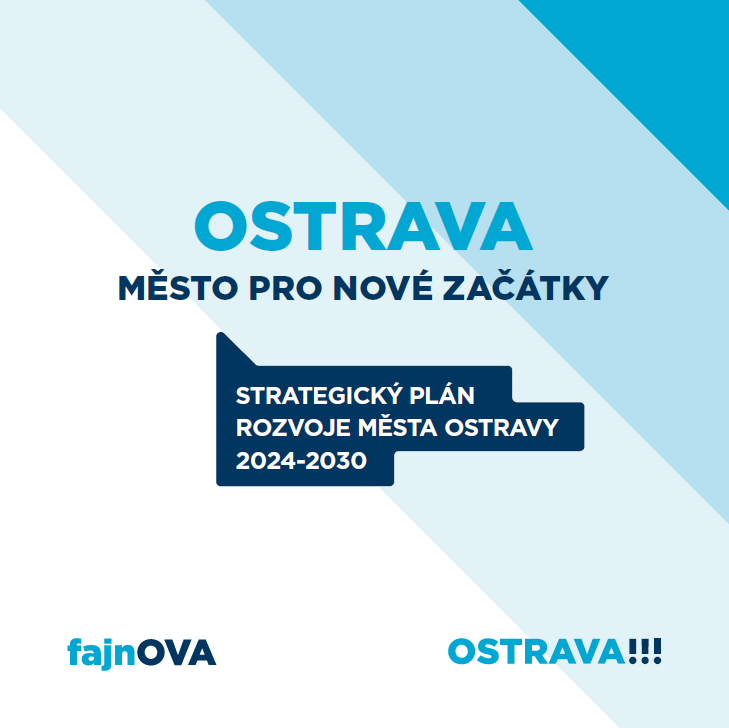 OSTRAVA
MĚSTO PRO NOVÉ ZAČÁTKY
STRATEGICKÝ PLÁN
ROZVOJE MĚSTA OSTRAVY
2024-2030
fajnOVA
OSTRAVA!!!